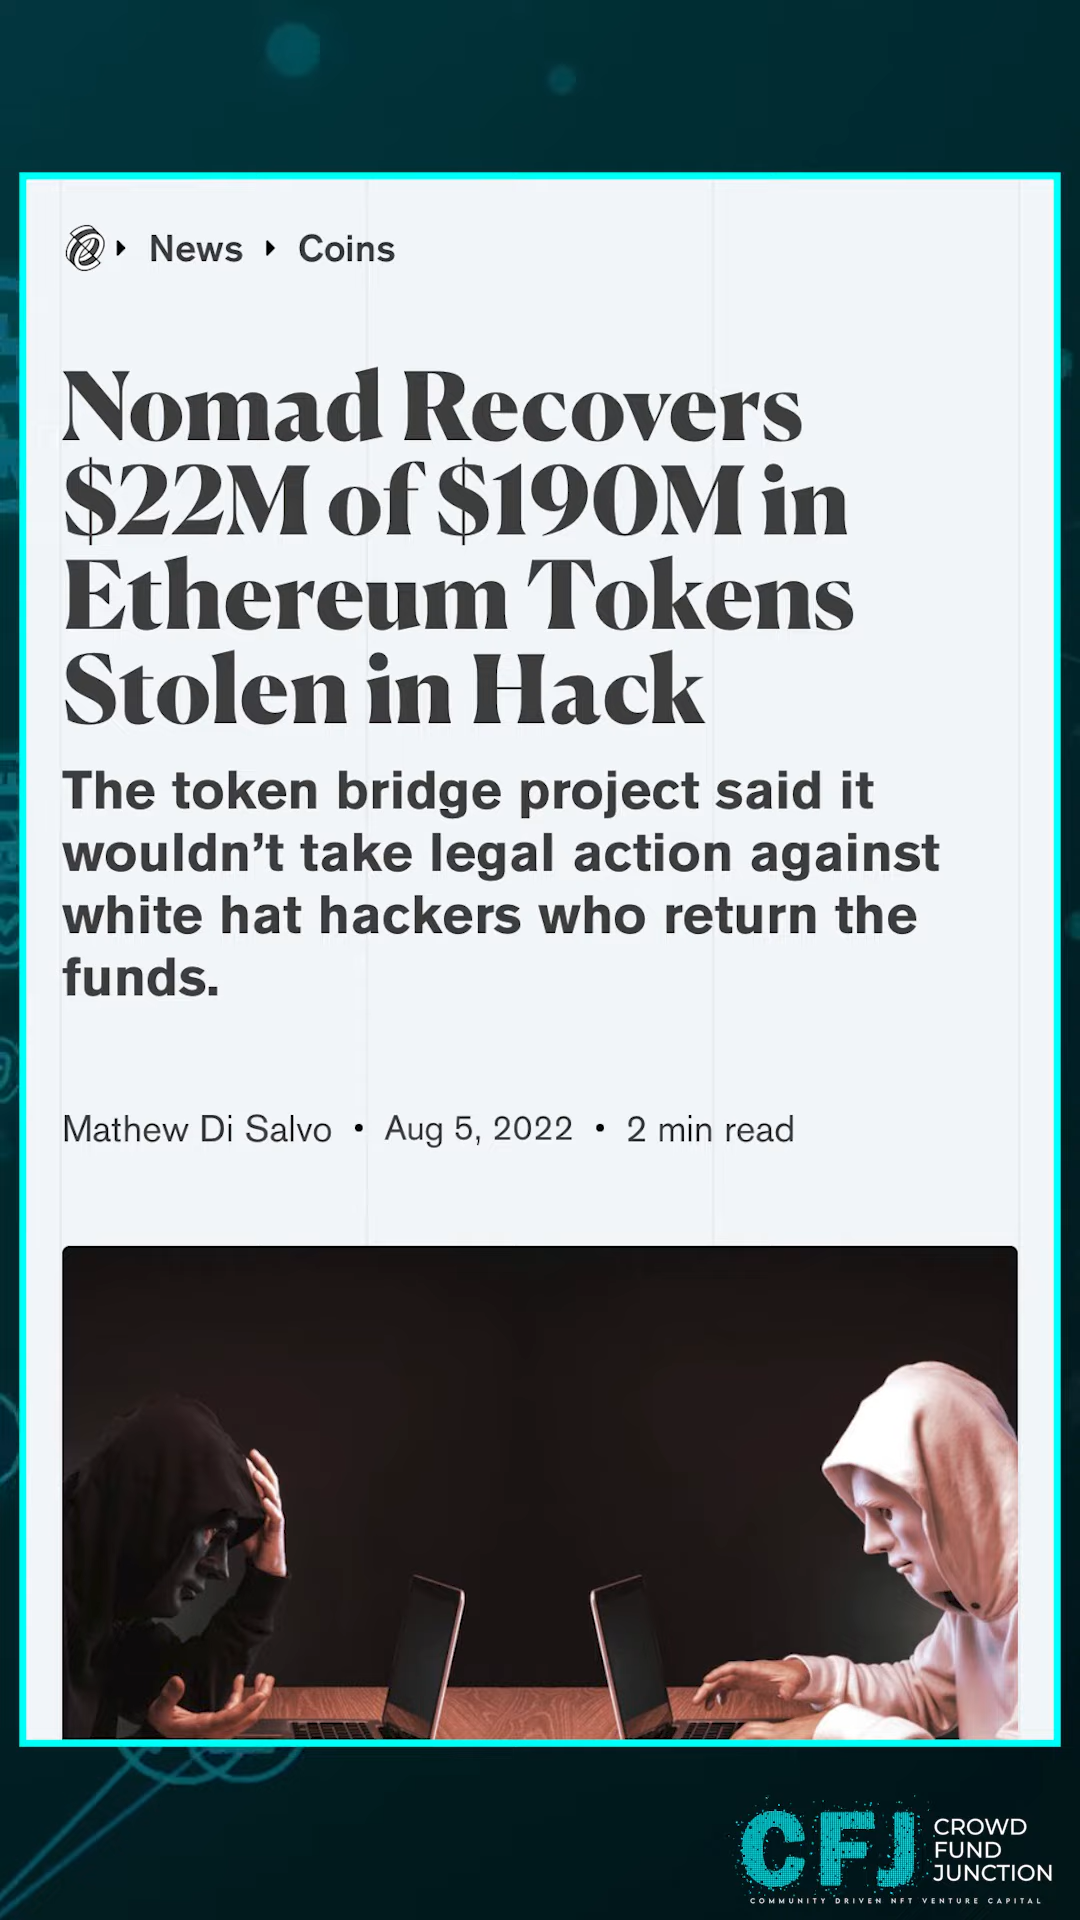 News Coins
Nomad Recovers
$22M of $190M in
Ethereum Tokens
Stolen in Hack
The token bridge project said it
wouldn’t take legal action against
white hat hackers who return the
funds.
Mathew Di Salvo • Aug 5, 2022 • 2 min read
CFJ
CROWD
FUND
JUNCTION
COMMUNITY DRIVEN NFT VENTURE CAPITAL